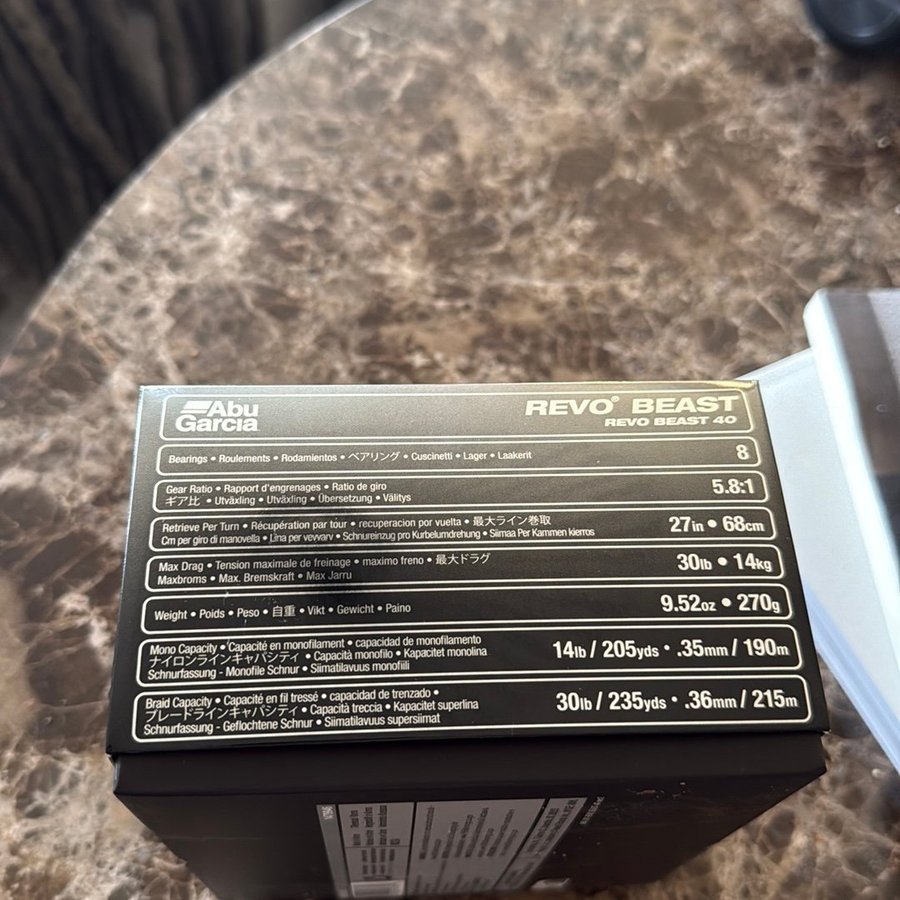 Abu
Garcia
REVO® BEAST
REVO BEAST 40
Bearings • Roulements • Rodamientos • ベアリング • Cuscinetti • Lager • Laakerit
8
Gear Ratio • Rapport d'engrenages • Ratio de giro
ギア比 • Utväxling • Utväxling • Übersetzung • Välitys
5.8:1
Retrieve Per Turn • Récupération par tour • recuperacion por vuelta • 最大ライン巻取
Cm per giro di manovella • Lina per vevvarv • Schnureinzug pro Kurbelumdrehung • Siimaa Per Kammen kierros
27in • 68cm
Max Drag • Tension maximale de freinage • maximo freno • 最大ドラグ
Maxbroms • Max. Bremskraft • Max Jarru
30lb • 14kg
Weight • Poids • Peso • 自重 • Vikt • Gewicht • Paino
9.52oz • 270g
Mono Capacity • Capacité en monofilament • capacidad de monofilamento
ナイロンラインキャパシティ • Capacità monofilo • Kapacitet monolina
Schnurfassung - Monofile Schnur • Siimatilavuus monofiili
14lb / 205yds • .35mm / 190m
Braid Capacity • Capacité en fil tressé • capacidad de trenzado •
ブレードラインキャパシティ • Capacità treccia • Kapacitet superlina
Schnurfassung - Geflochtene Schnur • Siimatilavuus supersiimat
30lb / 235yds • .36mm / 215m